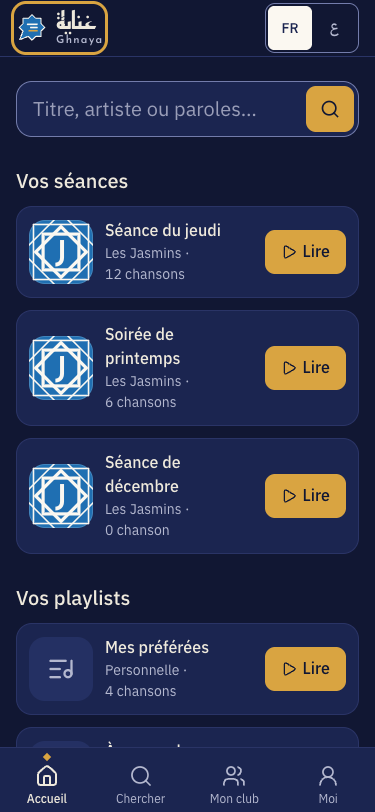 غناية
Ghnaya
FR
ع
Titre, artiste ou paroles...
Vos séances
J
Séance du jeudi
Les Jasmins ·
12 chansons
Lire
J
Soirée de
printemps
Les Jasmins ·
6 chansons
Lire
J
Séance de
décembre
Les Jasmins ·
0 chanson
Lire
Vos playlists
Mes préférées
Personnelle ·
4 chansons
Lire
Accueil
Chercher
Mon club
Moi